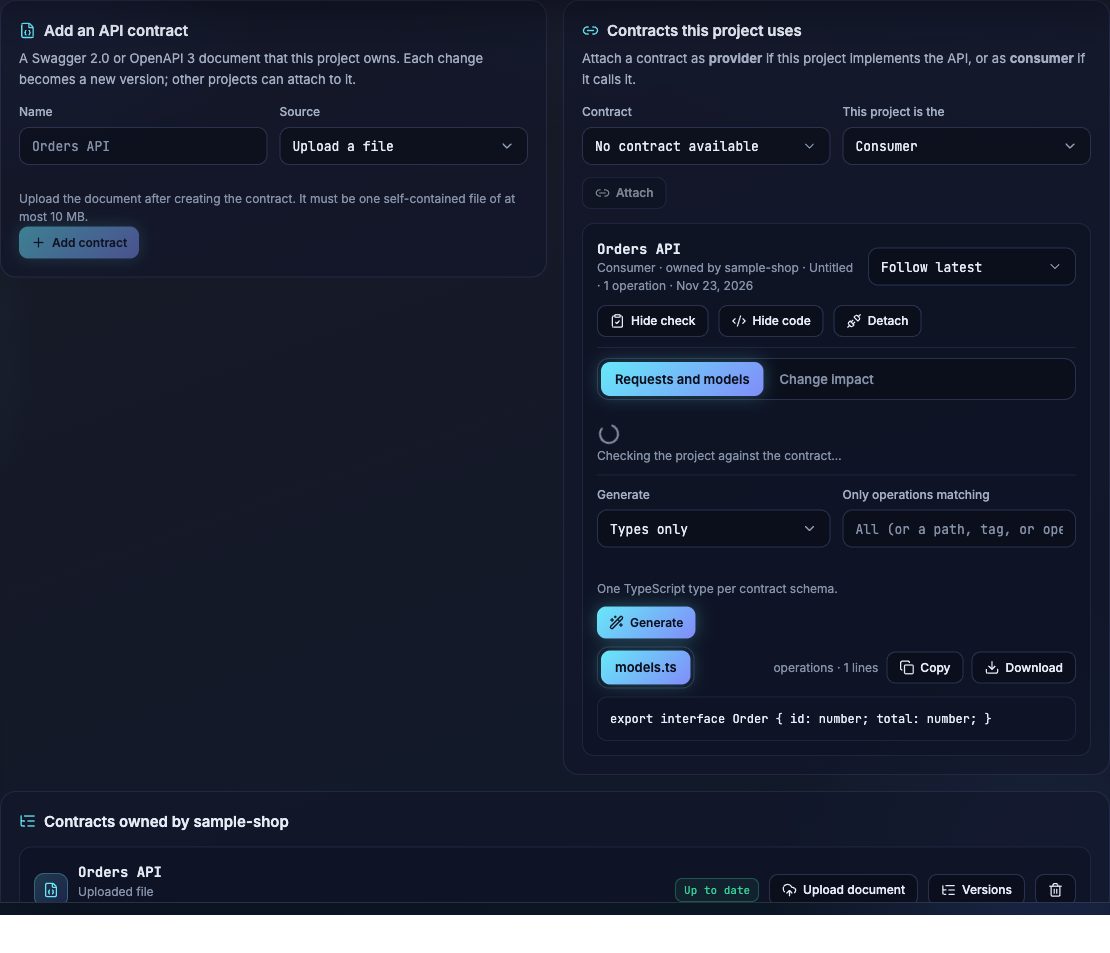 Add an API contract
A Swagger 2.0 or OpenAPI 3 document that this project owns. Each change
becomes a new version; other projects can attach to it.
Name
Source
Orders API
Upload a file
Upload the document after creating the contract. It must be one self-contained file of at
most 10 MB.
Add contract
Contracts this project uses
Attach a contract as provider if this project implements the API, or as consumer if
it calls it.
Contract
This project is the
No contract available
Consumer
Attach
Orders API
Consumer · owned by sample-shop · Untitled
· 1 operation · Nov 23, 2026
Follow latest
Hide check
Hide code
Detach
Requests and models
Change impact
Checking the project against the contract...
Generate
Only operations matching
Types only
All (or a path, tag, or ope
One TypeScript type per contract schema.
Generate
models.ts
operations · 1 lines
Copy
Download
export interface Order { id: number; total: number; }
Contracts owned by sample-shop
Orders API
Uploaded file
Up to date
Upload document
Versions